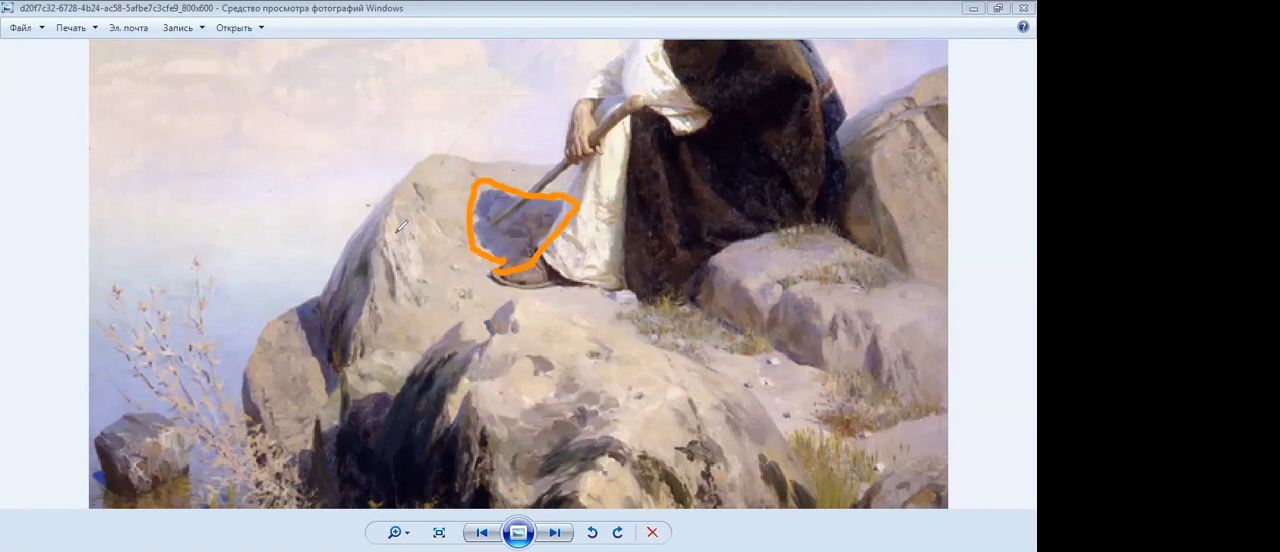 d20f7c32-6728-4b24-ac58-5afbe7c3cfe9_800x600 - Средство просмотра фотографий Windows
Файл Печать Эл. почта Запись Открыть